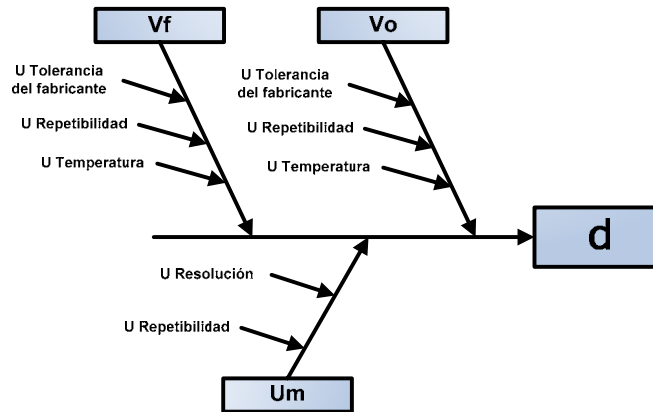 Vf
Vo
U Tolerancia
del fabricante
U Repetibilidad
U Temperatura
U Tolerancia
del fabricante
U Repetibilidad
U Temperatura
d
U Resolución
U Repetibilidad
Um